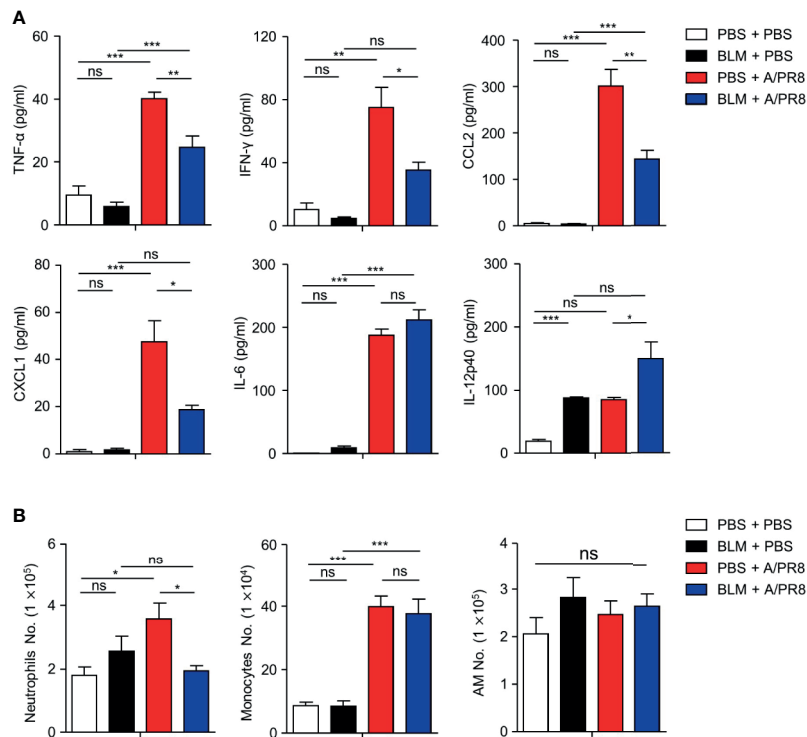 A
TNF-α (pg/ml)
60
40
20
0
ns
***
***
**
IFN-γ (pg/ml)
120
80
40
0
ns
**
ns
*
CCL2 (pg/ml)
400
300
200
100
0
ns
***
***
**
PBS + PBS
BLM + PBS
PBS + A/PR8
BLM + A/PR8
CXCL1 (pg/ml)
80
60
40
20
0
ns
***
ns
*
IL-6 (pg/ml)
300
200
100
0
ns
***
***
ns
IL-12p40 (pg/ml)
300
200
100
0
***
ns
ns
*
B
Neutrophils No. (1 ×10⁵)
6
4
2
0
ns
*
ns
*
Monocytes No. (1 ×10⁴)
60
40
20
0
ns
***
***
ns
AM No. (1 ×10⁵)
4
3
2
1
0
ns
PBS + PBS
BLM + PBS
PBS + A/PR8
BLM + A/PR8